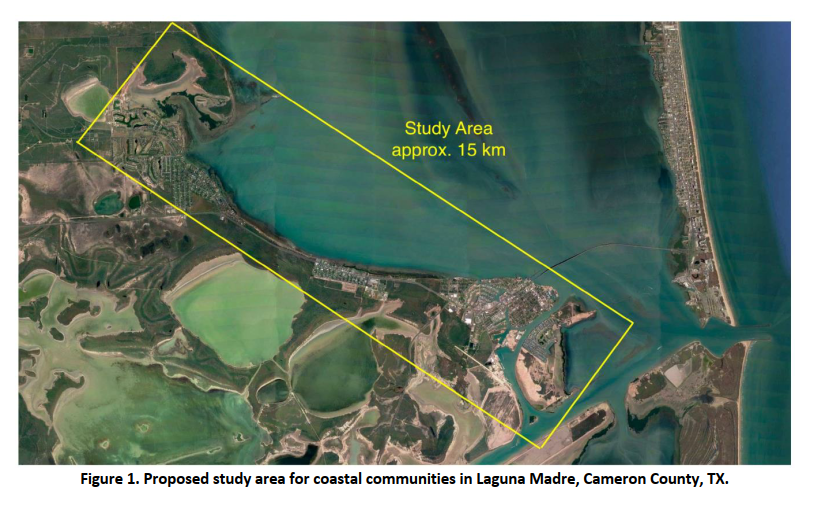 Study Area
approx. 15 km
Figure 1. Proposed study area for coastal communities in Laguna Madre, Cameron County, TX.